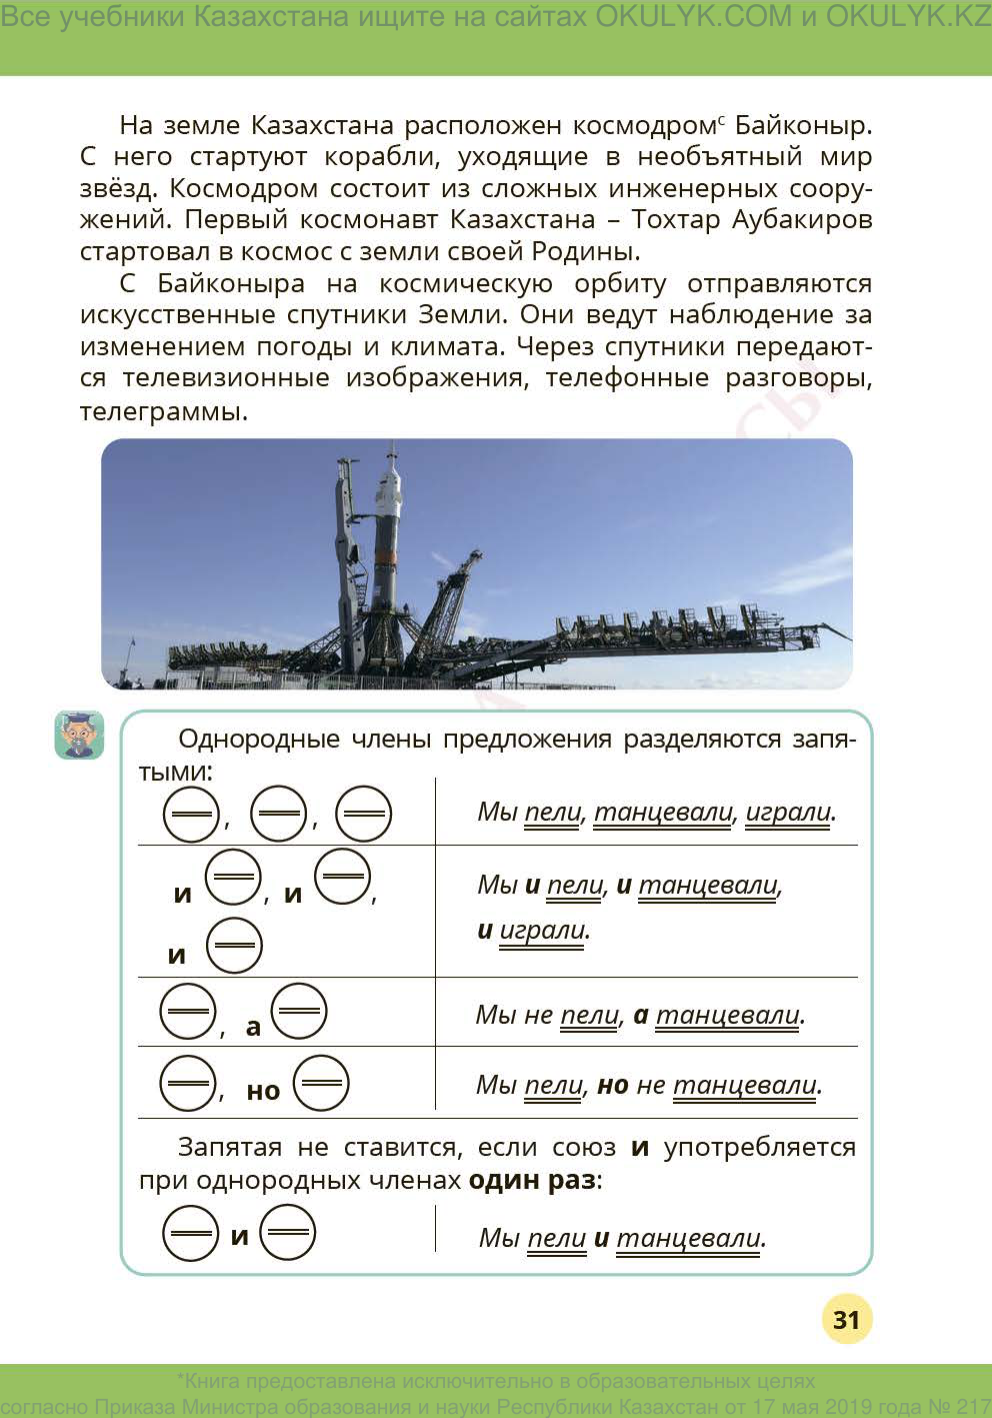 Все учебники Казахстана ищите на сайтах OKULYK.COM и OKULYK.KZ
На земле Казахстана расположен космодромᶜ Байконыр.
С него стартуют корабли, уходящие в необъятный мир
звёзд. Космодром состоит из сложных инженерных соору-
жений. Первый космонавт Казахстана – Тохтар Аубакиров
стартовал в космос с земли своей Родины.
С Байконыра на космическую орбиту отправляются
искусственные спутники Земли. Они ведут наблюдение за
изменением погоды и климата. Через спутники передают-
ся телевизионные изображения, телефонные разговоры,
телеграммы.
Однородные члены предложения разделяются запя-
тыми:
, , Мы пели, танцевали, играли.
и , и , Мы и пели, и танцевали,
и и играли.
, а Мы не пели, а танцевали.
, но Мы пели, но не танцевали.
Запятая не ставится, если союз и употребляется
при однородных членах один раз:
и Мы пели и танцевали.
31
*Книга предоставлена исключительно в образовательных целях
согласно Приказа Министра образования и науки Республики Казахстан от 17 мая 2019 года № 217